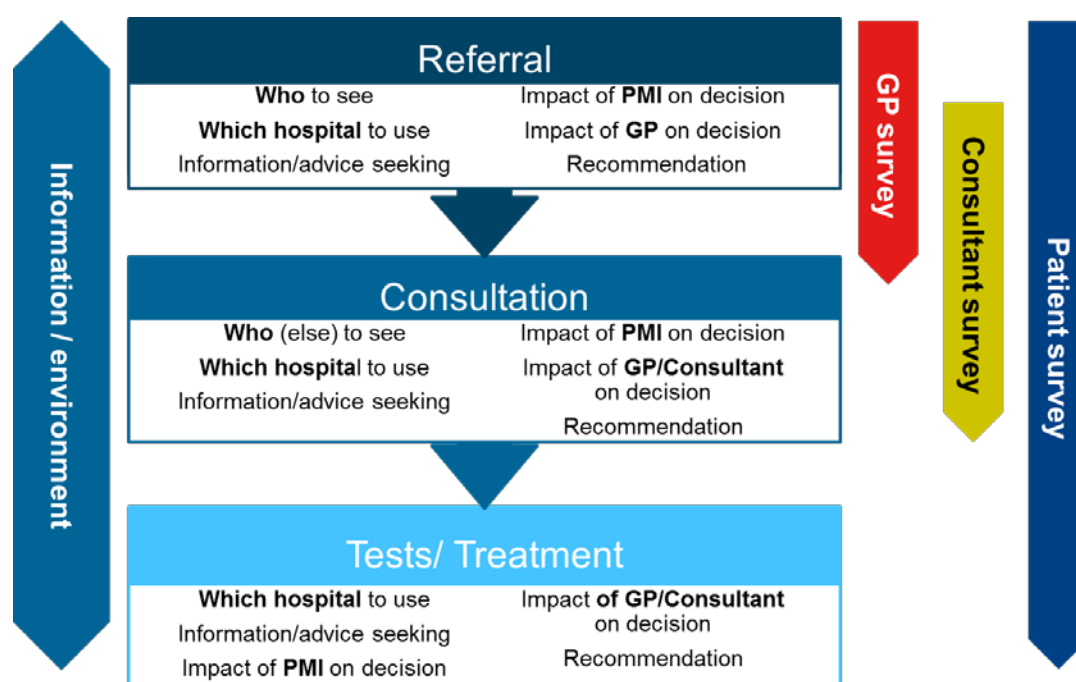 Referral
Who to see
Which hospital to use
Information/advice seeking
Impact of PMI on decision
Impact of GP on decision
Recommendation
Consultation
Who (else) to see
Which hospital to use
Information/advice seeking
Impact of PMI on decision
Impact of GP/Consultant
on decision
Recommendation
Tests/ Treatment
Which hospital to use
Information/advice seeking
Impact of PMI on decision
Impact of GP/Consultant
on decision
Recommendation
Information / environment
GP survey
Consultant survey
Patient survey